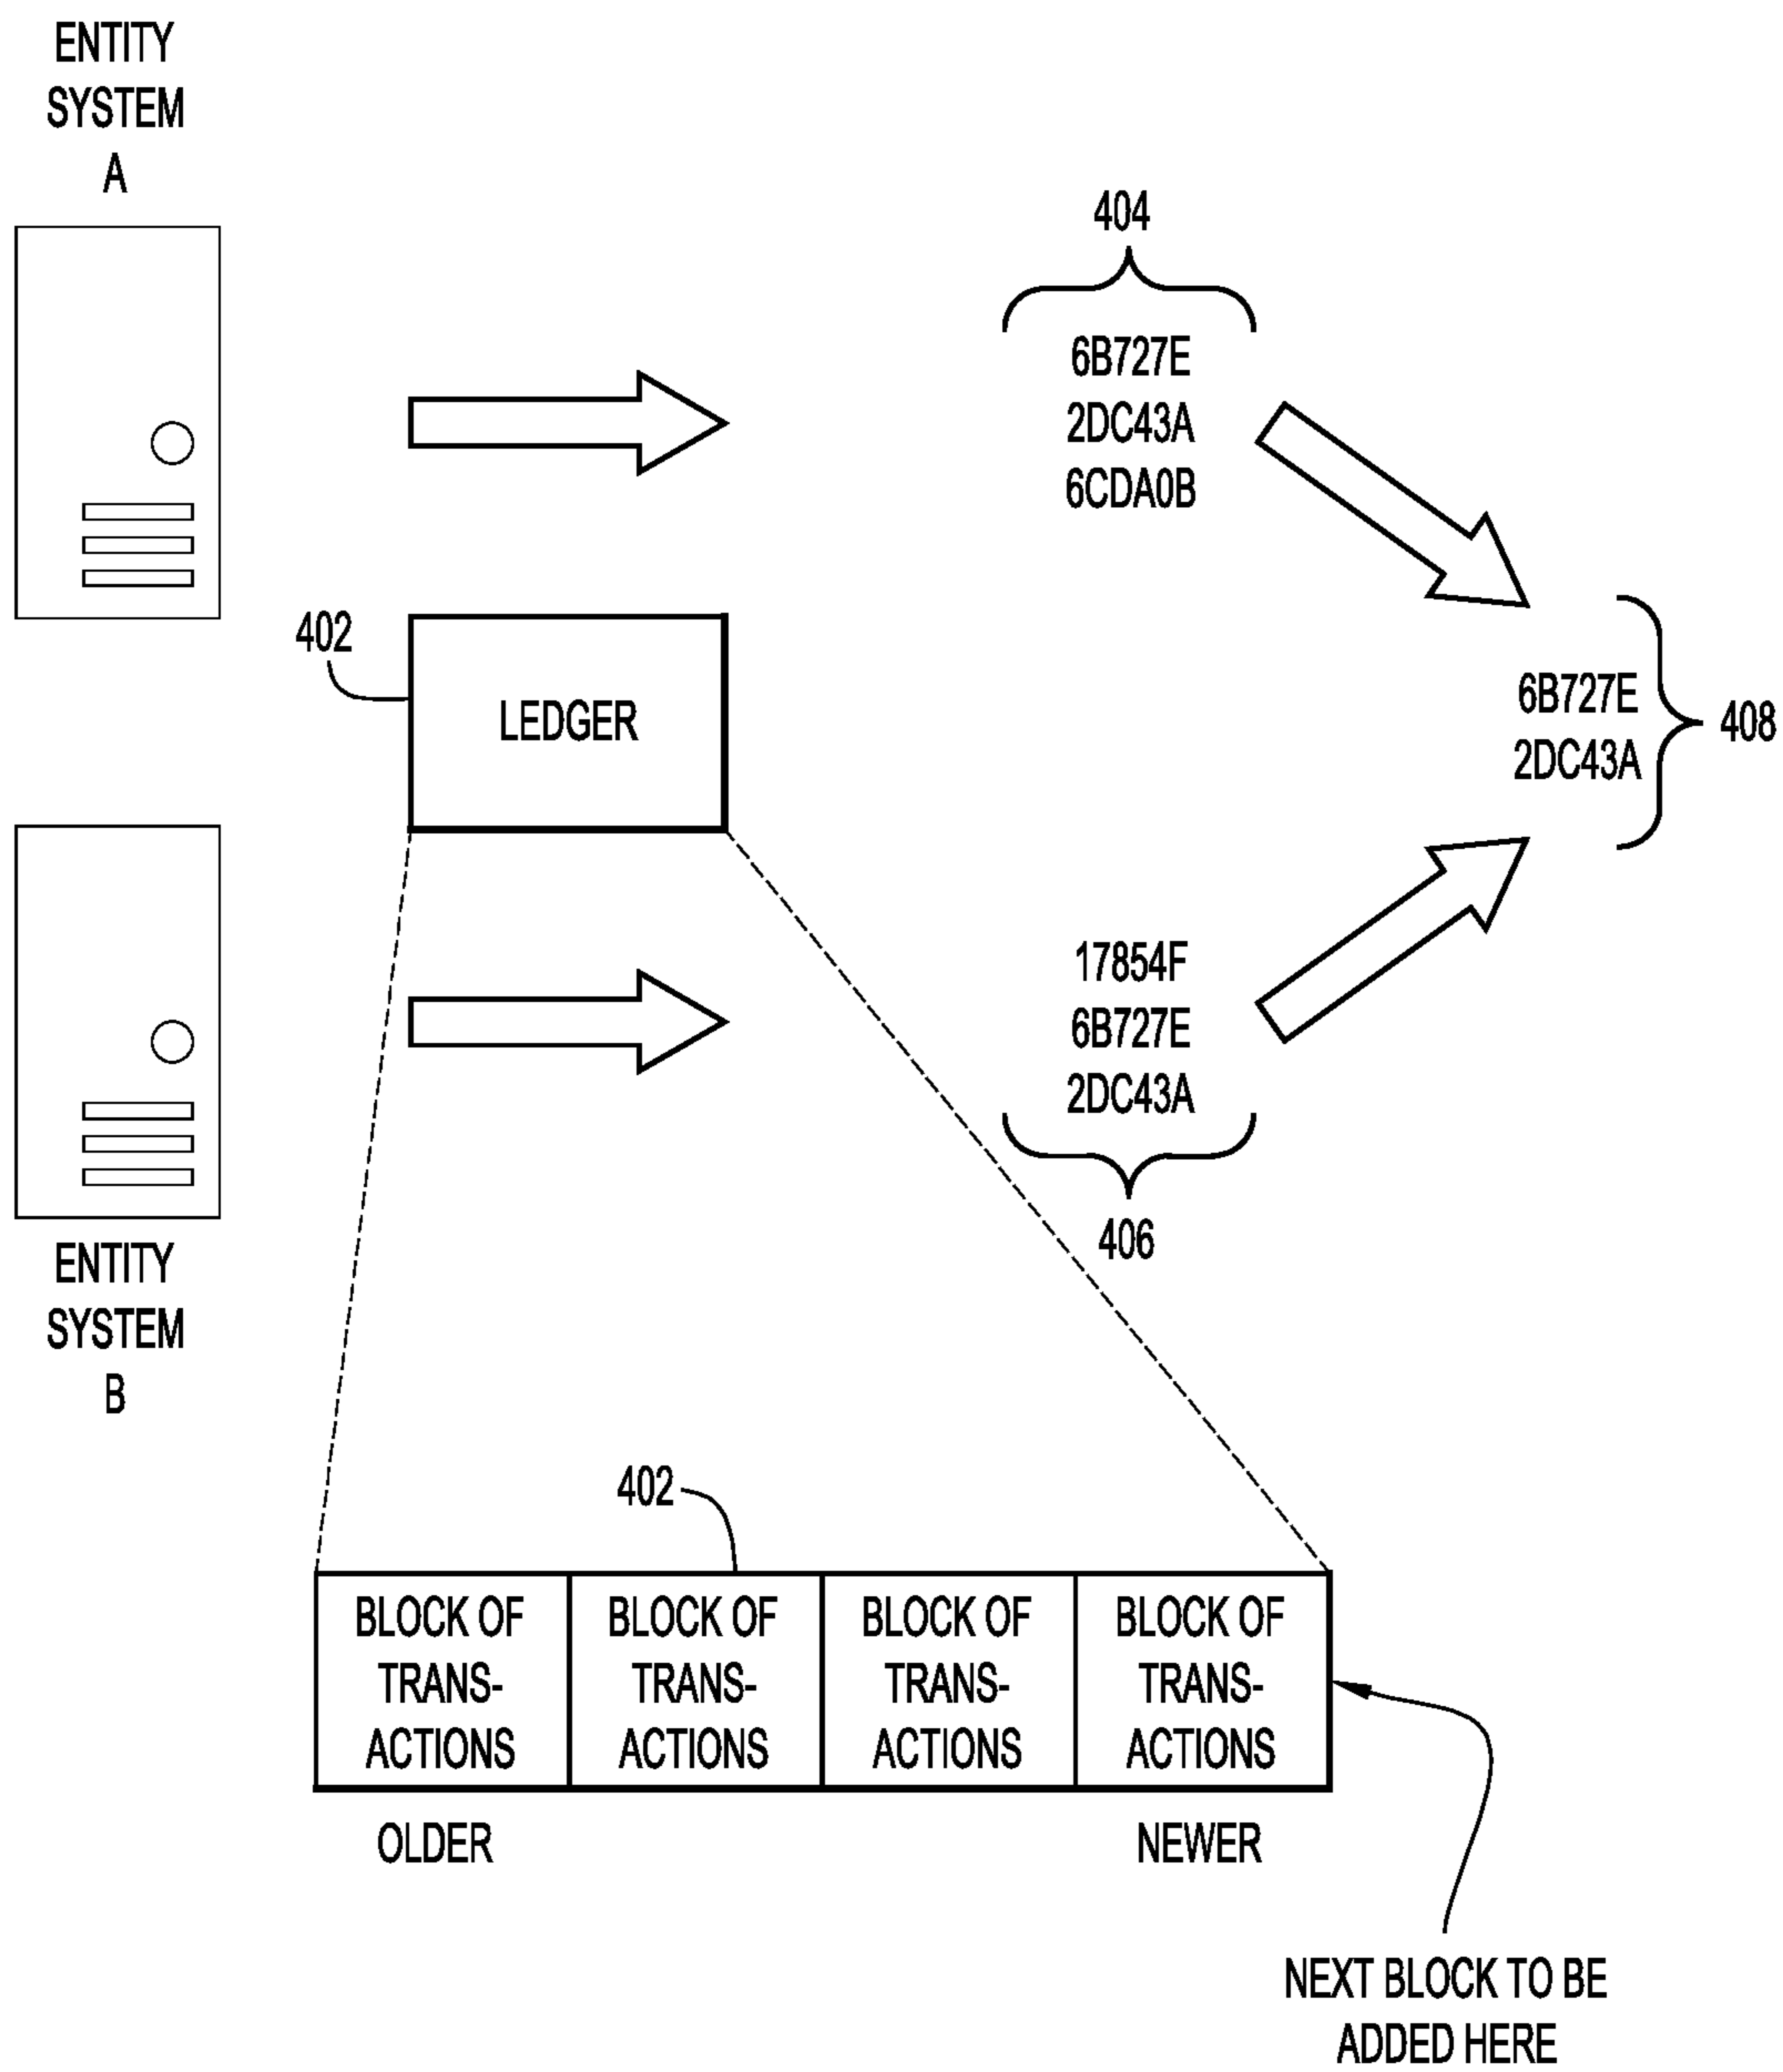 ENTITY
SYSTEM
A
404
6B727E
2DC43A
6CDA0B
402
LEDGER
6B727E
2DC43A
408
17854F
6B727E
2DC43A
406
ENTITY
SYSTEM
B
402
BLOCK OF
TRANS-
ACTIONS
BLOCK OF
TRANS-
ACTIONS
BLOCK OF
TRANS-
ACTIONS
BLOCK OF
TRANS-
ACTIONS
OLDER
NEWER
NEXT BLOCK TO BE
ADDED HERE